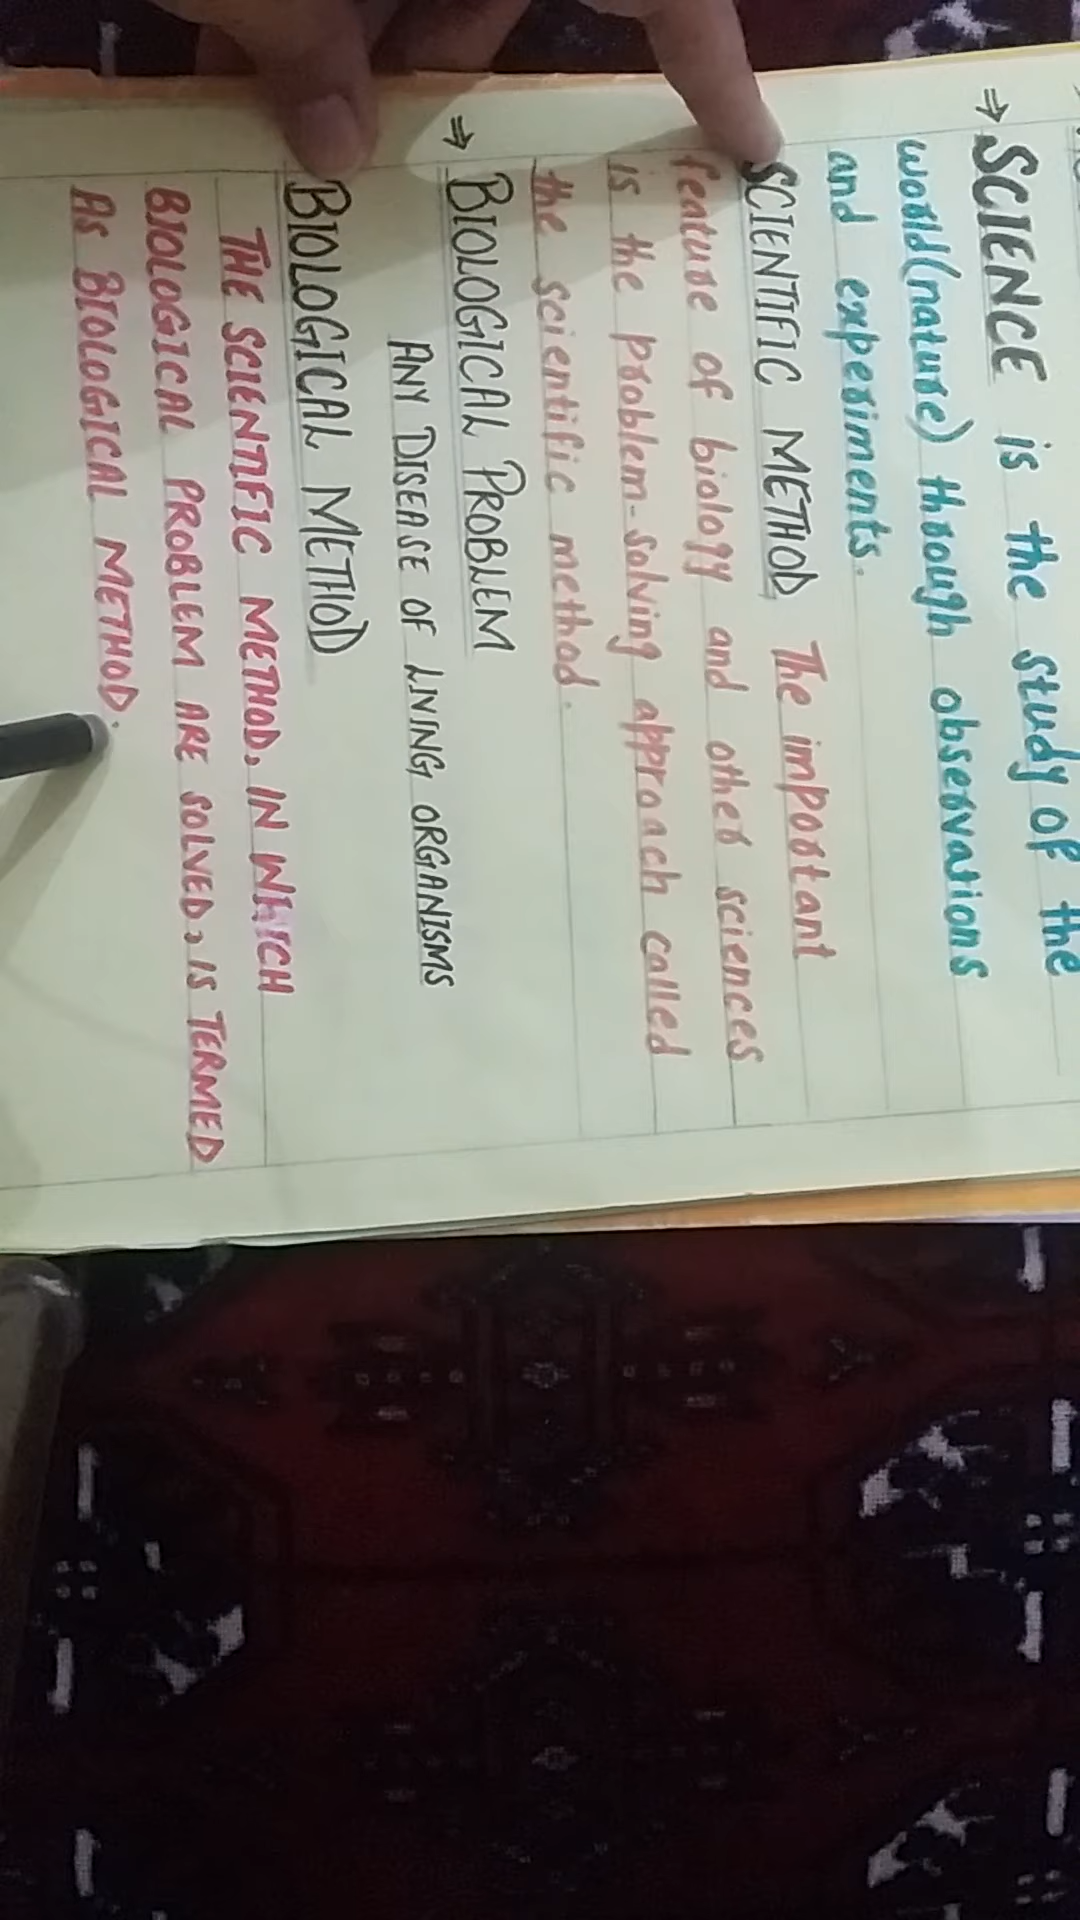 ⇒ SCIENCE is the study of the
world(nature) though observations
and experiments.
SCIENTIFIC METHOD The important
feature of biology and other sciences
is the problem-solving approach called
the scientific method.
⇒ BIOLOGICAL PROBLEM
ANY DISEASE OF LIVING ORGANISMS
BIOLOGICAL METHOD
THE SCIENTIFIC METHOD, IN WHICH
BIOLOGICAL PROBLEM ARE SOLVED, IS TERMED
AS BIOLOGICAL METHOD.